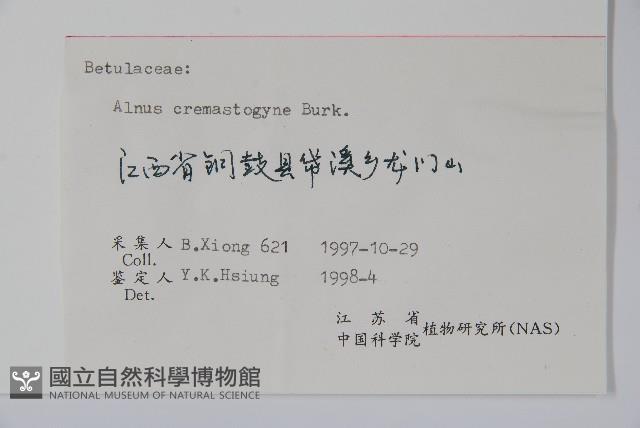 Betulaceae:
Alnus cremastogyne Burk.
江西省铜鼓县带溪乡龙门山
采集人 B.Xiong 621 1997-10-29
Coll.
鉴定人 Y.K.Hsiung 1998-4
Det.
江苏省
中国科学院 植物研究所(NAS)
國立自然科學博物館
NATIONAL MUSEUM OF NATURAL SCIENCE